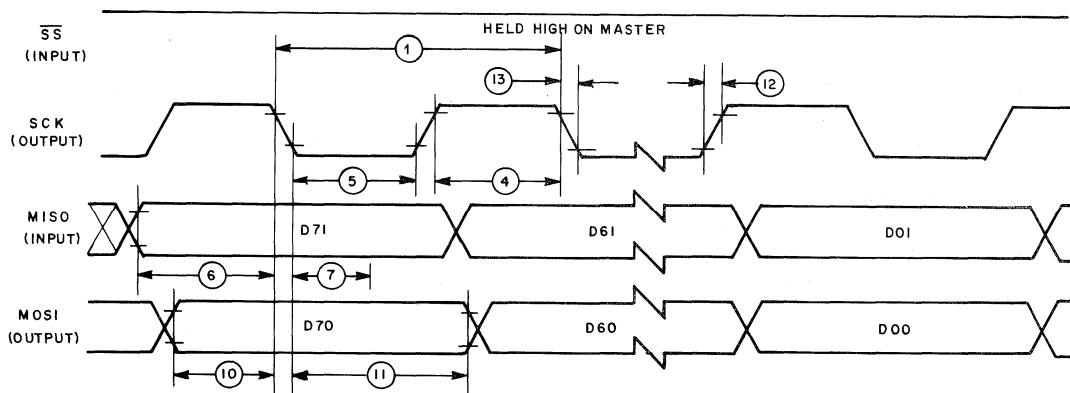 SS
(INPUT)
HELD HIGH ON MASTER
1
13
12
SCK
(OUTPUT)
5
4
MISO
(INPUT)
D71
D61
D01
6
7
MOSI
(OUTPUT)
D70
D60
D00
10
11